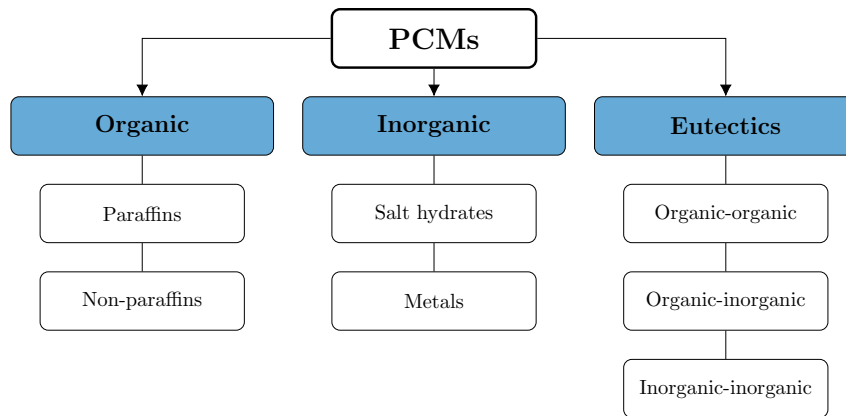 PCMs
Organic
Inorganic
Eutectics
Paraffins
Salt hydrates
Organic-organic
Non-paraffins
Metals
Organic-inorganic
Inorganic-inorganic